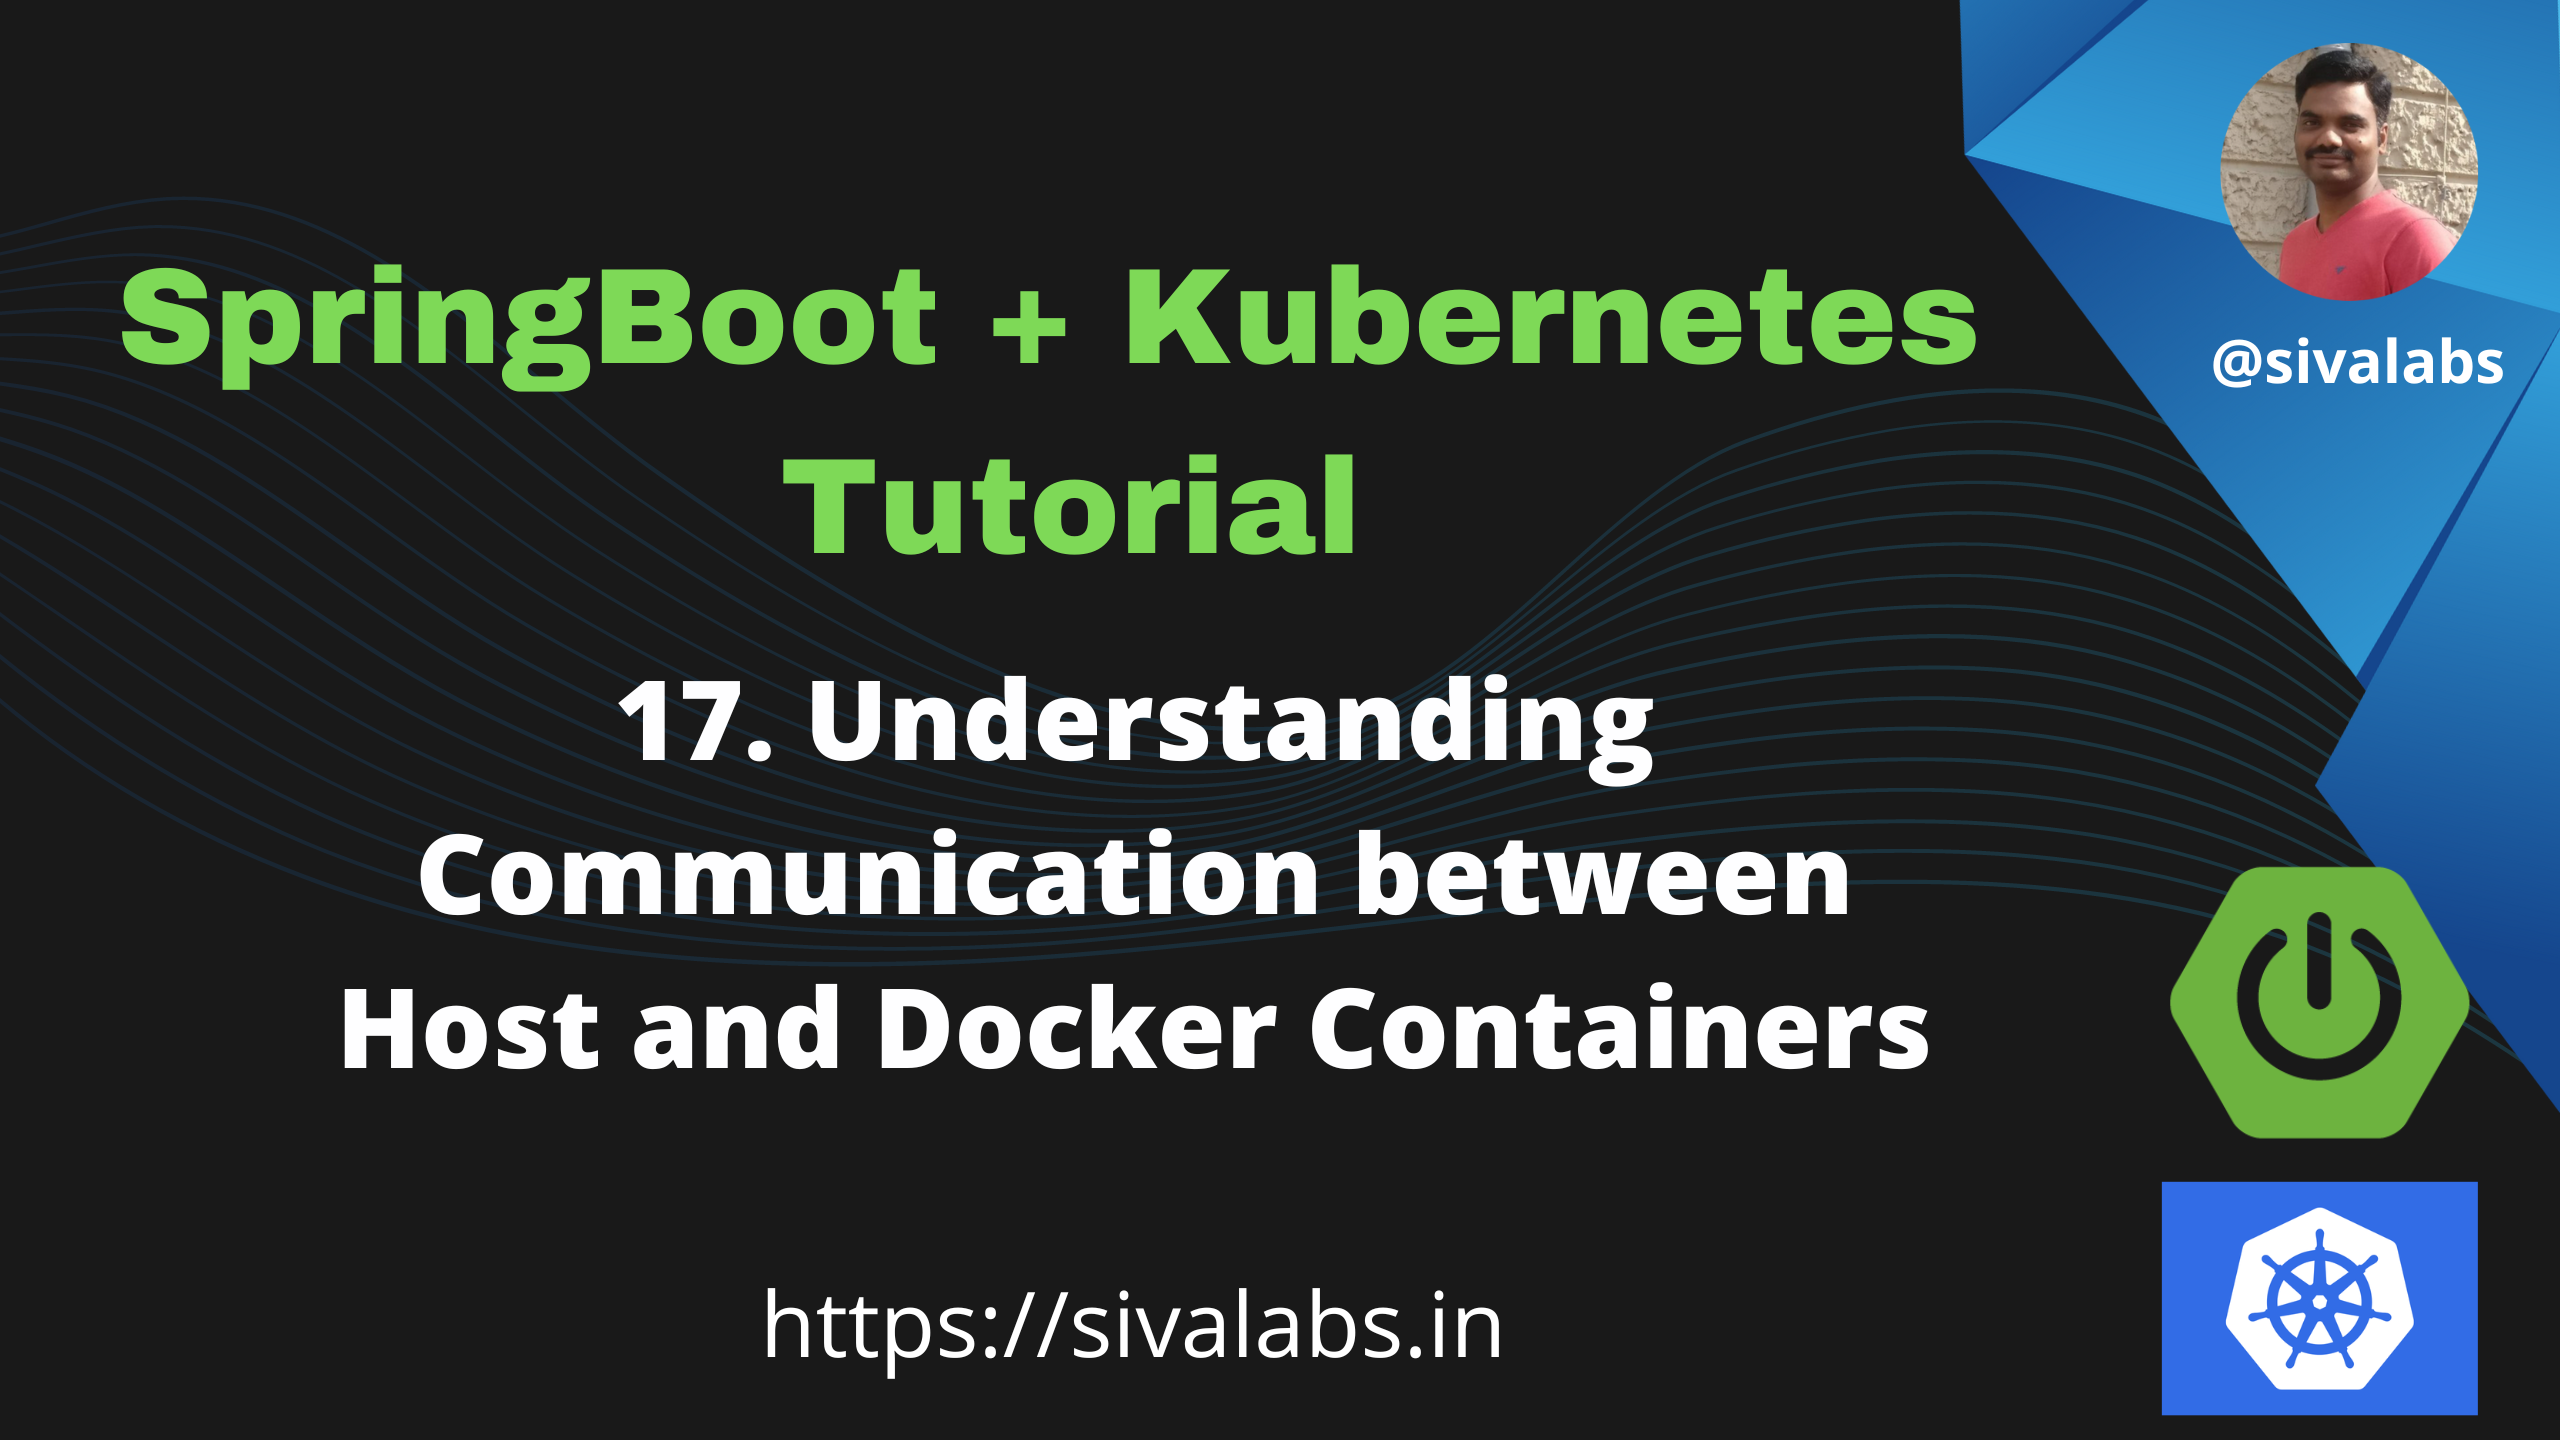 SpringBoot + Kubernetes
Tutorial
@sivalabs
17. Understanding
Communication between
Host and Docker Containers
https://sivalabs.in